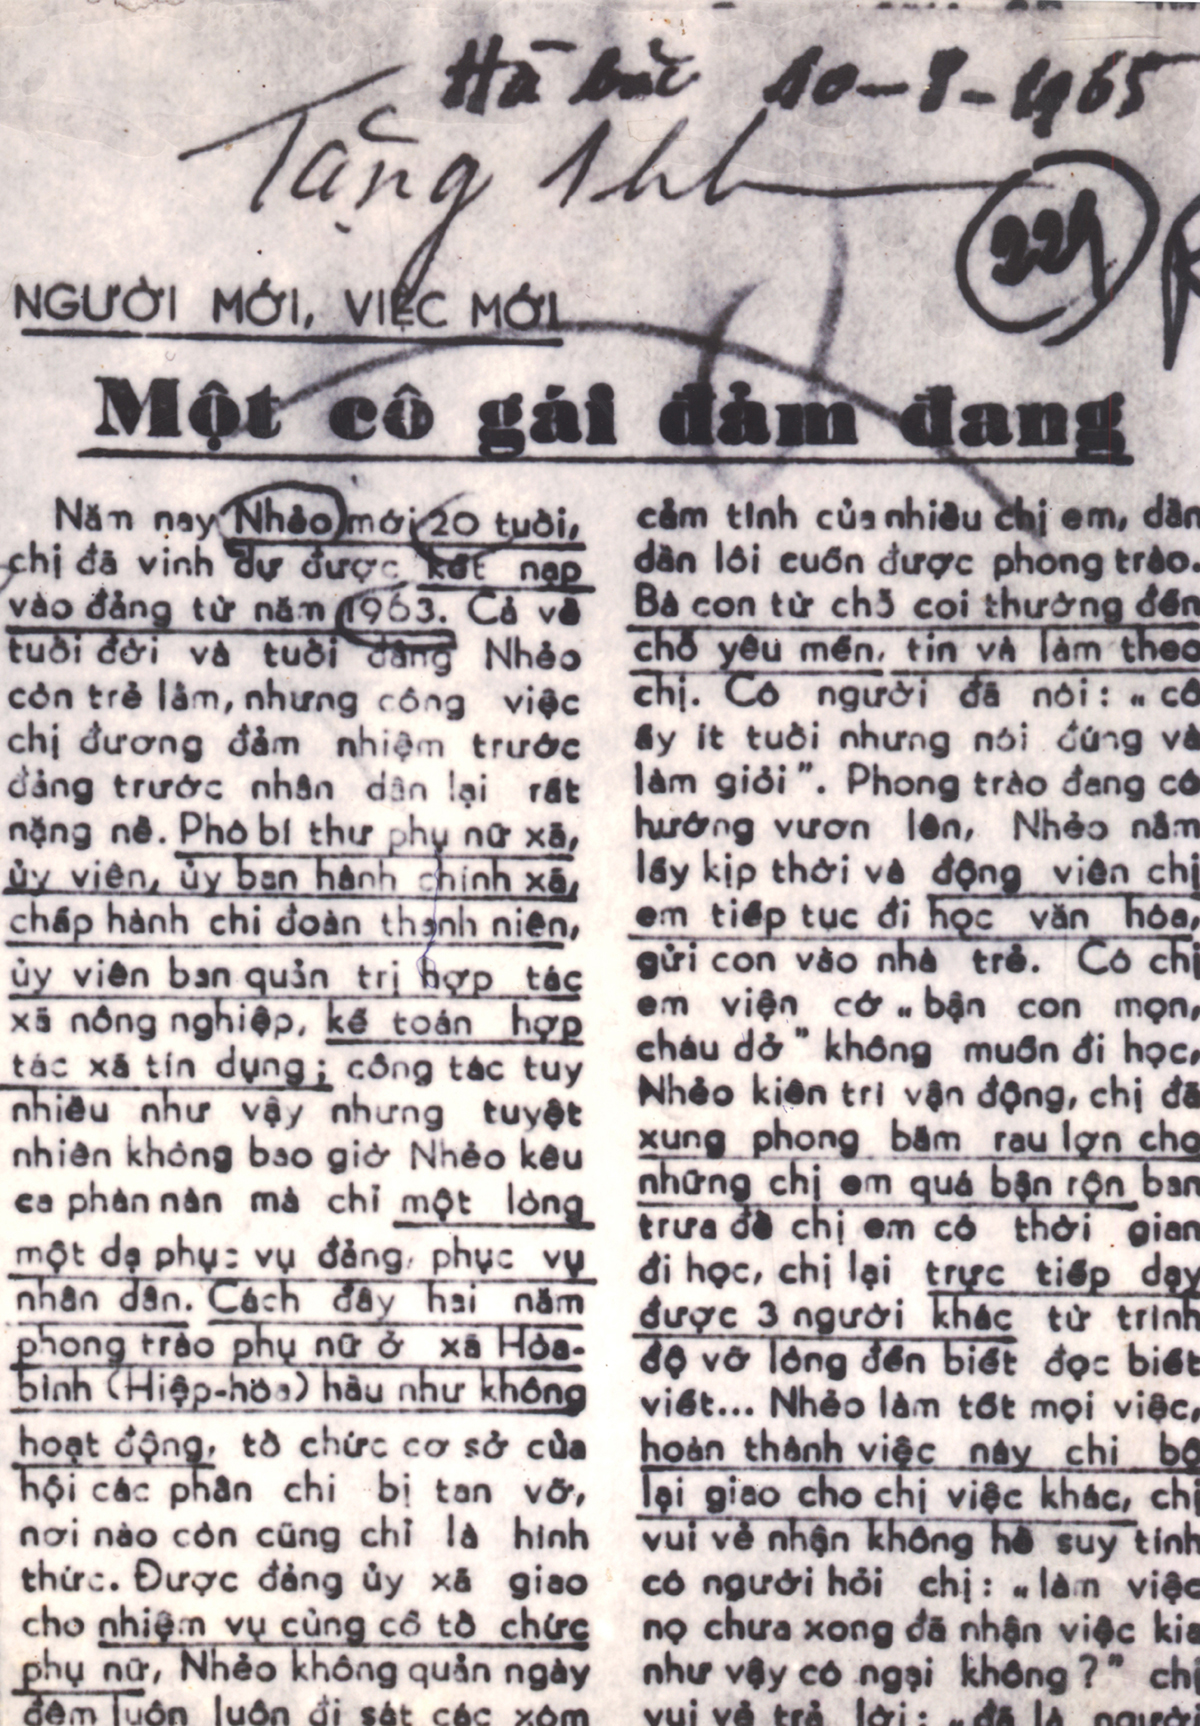 Hà bắc 10-8-1965
Tặng 1hh
224
NGƯỜI MỚI, VIỆC MỚI
Một cô gái đảm đang
Năm nay Nhẻo mới 20 tuổi,
chị đã vinh dự được kết nạp
vào đảng từ năm 1963. Cả về
tuổi đời và tuổi đảng Nhẻo
còn trẻ lắm, nhưng công việc
chị đương đảm nhiệm trước
đảng trước nhân dân lại rất
nặng nề. Phó bí thư phụ nữ xã,
ủy viên, ủy ban hành chính xã,
chấp hành chi đoàn thanh niên,
ủy viên ban quản trị hợp tác
xã nông nghiệp, kế toán hợp
tác xã tín dụng; công tác tuy
nhiều như vậy nhưng tuyệt
nhiên không bao giờ Nhẻo kêu
ca phàn nàn mà chỉ một lòng
một dạ phục vụ đảng, phục vụ
nhân dân. Cách đây hai năm
phong trào phụ nữ ở xã Hòa-
bình (Hiệp-hòa) hầu như không
hoạt động, tổ chức cơ sở của
hội các phân chi bị tan vỡ,
nơi nào còn cũng chỉ là hình
thức. Được đảng ủy xã giao
cho nhiệm vụ củng cố tổ chức
phụ nữ, Nhẻo không quản ngày
đêm luôn luôn đi sát các xóm
cảm tình của nhiều chị em, dần
dần lôi cuốn được phong trào.
Bà con từ chỗ coi thường đến
chỗ yêu mến, tin và làm theo
chị. Có người đã nói: „ cô
ấy ít tuổi nhưng nói đúng và
làm giỏi”. Phong trào đang có
hướng vươn lên, Nhẻo nắm
lấy kịp thời và động viên chị
em tiếp tục đi học văn hóa,
gửi con vào nhà trẻ. Có chị
em viện cớ „ bận con mọn,
cháu dở ” không muốn đi học,
Nhẻo kiên trì vận động, chị đã
xung phong băm rau lợn cho
những chị em quá bận rộn ban
trưa để chị em có thời gian
đi học, chị lại trực tiếp dạy
được 3 người khác từ trình
độ vỡ lòng đến biết đọc biết
viết... Nhẻo làm tốt mọi việc,
hoàn thành việc này chi bộ
lại giao cho chị việc khác, chị
vui vẻ nhận không hề suy tính
có người hỏi chị: „ làm việc
nọ chưa xong đã nhận việc kia
như vậy có ngại không ? ” chị
vui vẻ trả lời: „ đã là người